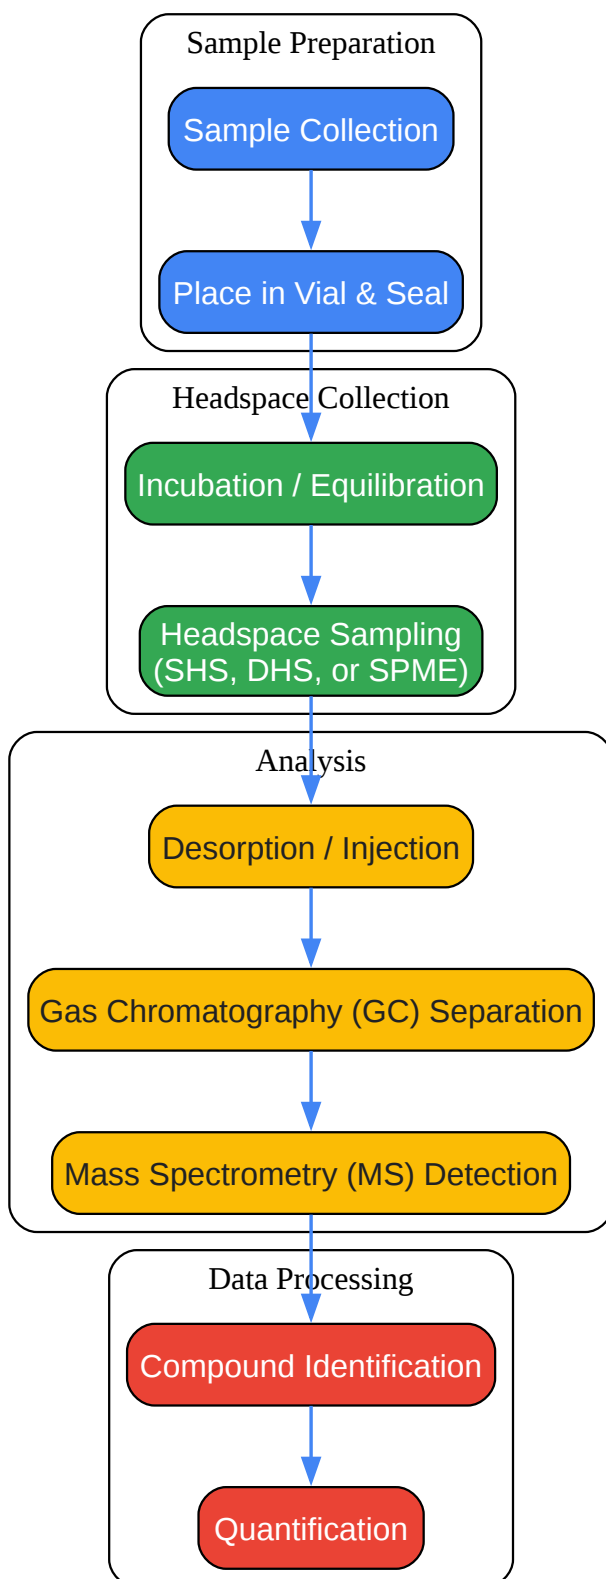 Sample Preparation
Sample Collection
Place in Vial & Seal
Headspace Collection
Incubation / Equilibration
Headspace Sampling
(SHS, DHS, or SPME)
Analysis
Desorption / Injection
Gas Chromatography (GC) Separation
Mass Spectrometry (MS) Detection
Data Processing
Compound Identification
Quantification